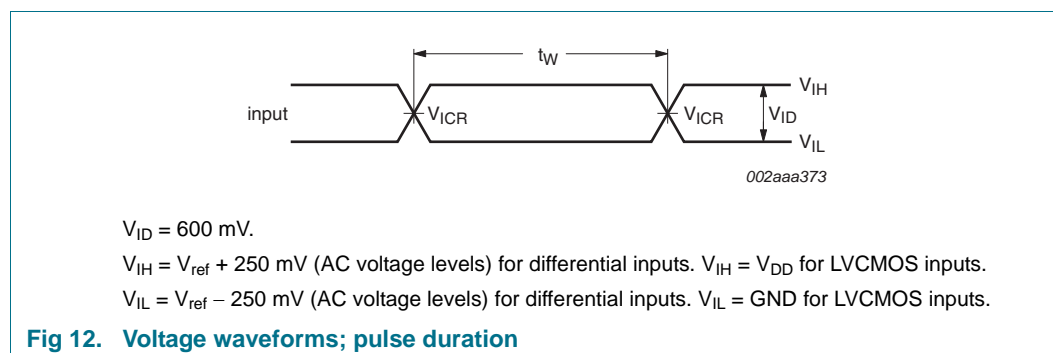 tW
VIH
input
VICR
VICR
VID
VIL
002aaa373
VID = 600 mV.
VIH = Vref + 250 mV (AC voltage levels) for differential inputs. VIH = VDD for LVCMOS inputs.
VIL = Vref − 250 mV (AC voltage levels) for differential inputs. VIL = GND for LVCMOS inputs.
Fig 12. Voltage waveforms; pulse duration